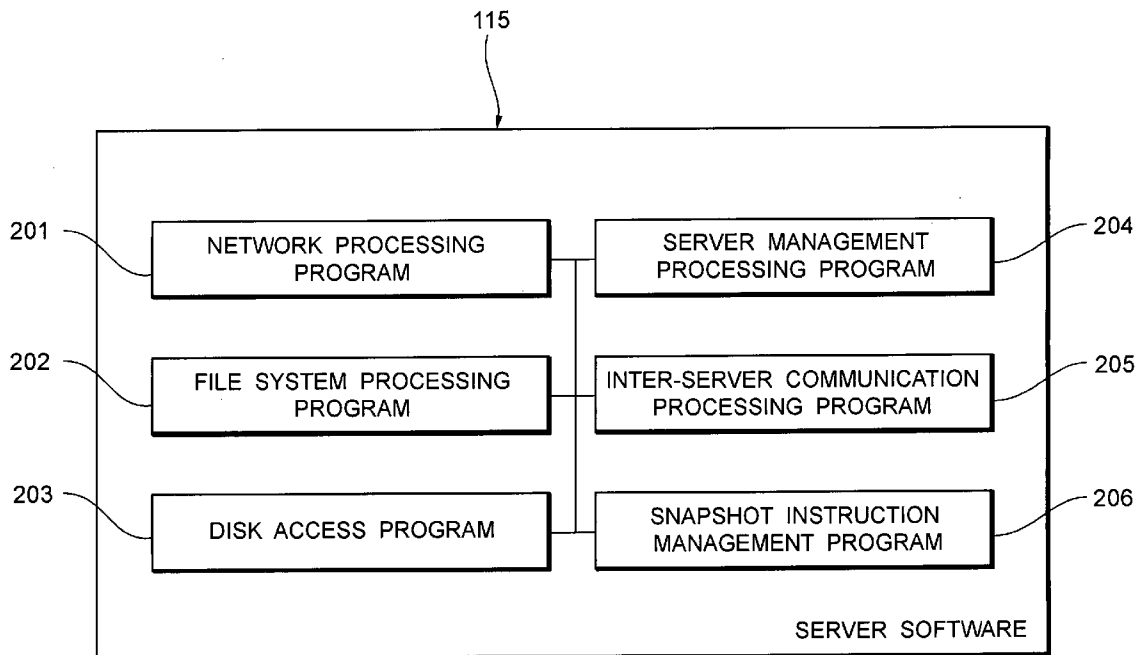 115
201
NETWORK PROCESSING
PROGRAM
SERVER MANAGEMENT
PROCESSING PROGRAM
204
202
FILE SYSTEM PROCESSING
PROGRAM
INTER-SERVER COMMUNICATION
PROCESSING PROGRAM
205
203
DISK ACCESS PROGRAM
SNAPSHOT INSTRUCTION
MANAGEMENT PROGRAM
206
SERVER SOFTWARE